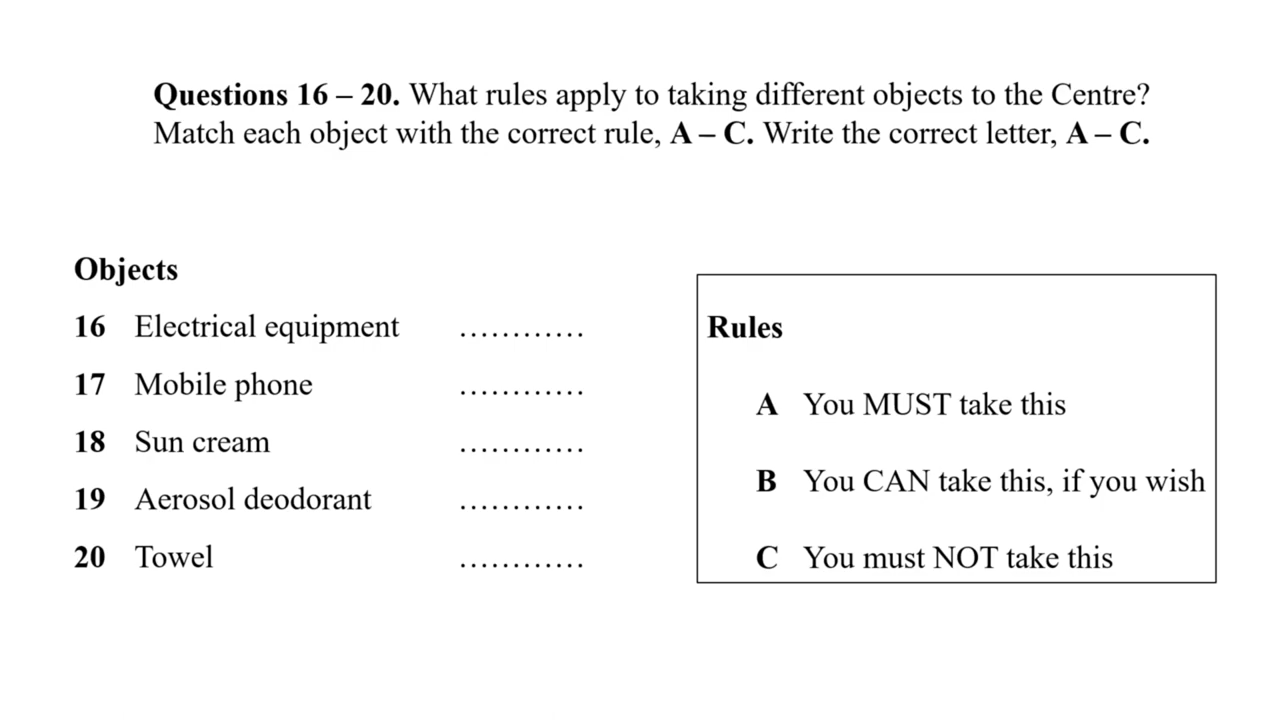 Questions 16 – 20. What rules apply to taking different objects to the Centre?
Match each object with the correct rule, A – C. Write the correct letter, A – C.
Objects
16 Electrical equipment …………
17 Mobile phone …………
18 Sun cream …………
19 Aerosol deodorant …………
20 Towel …………
Rules
A You MUST take this
B You CAN take this, if you wish
C You must NOT take this